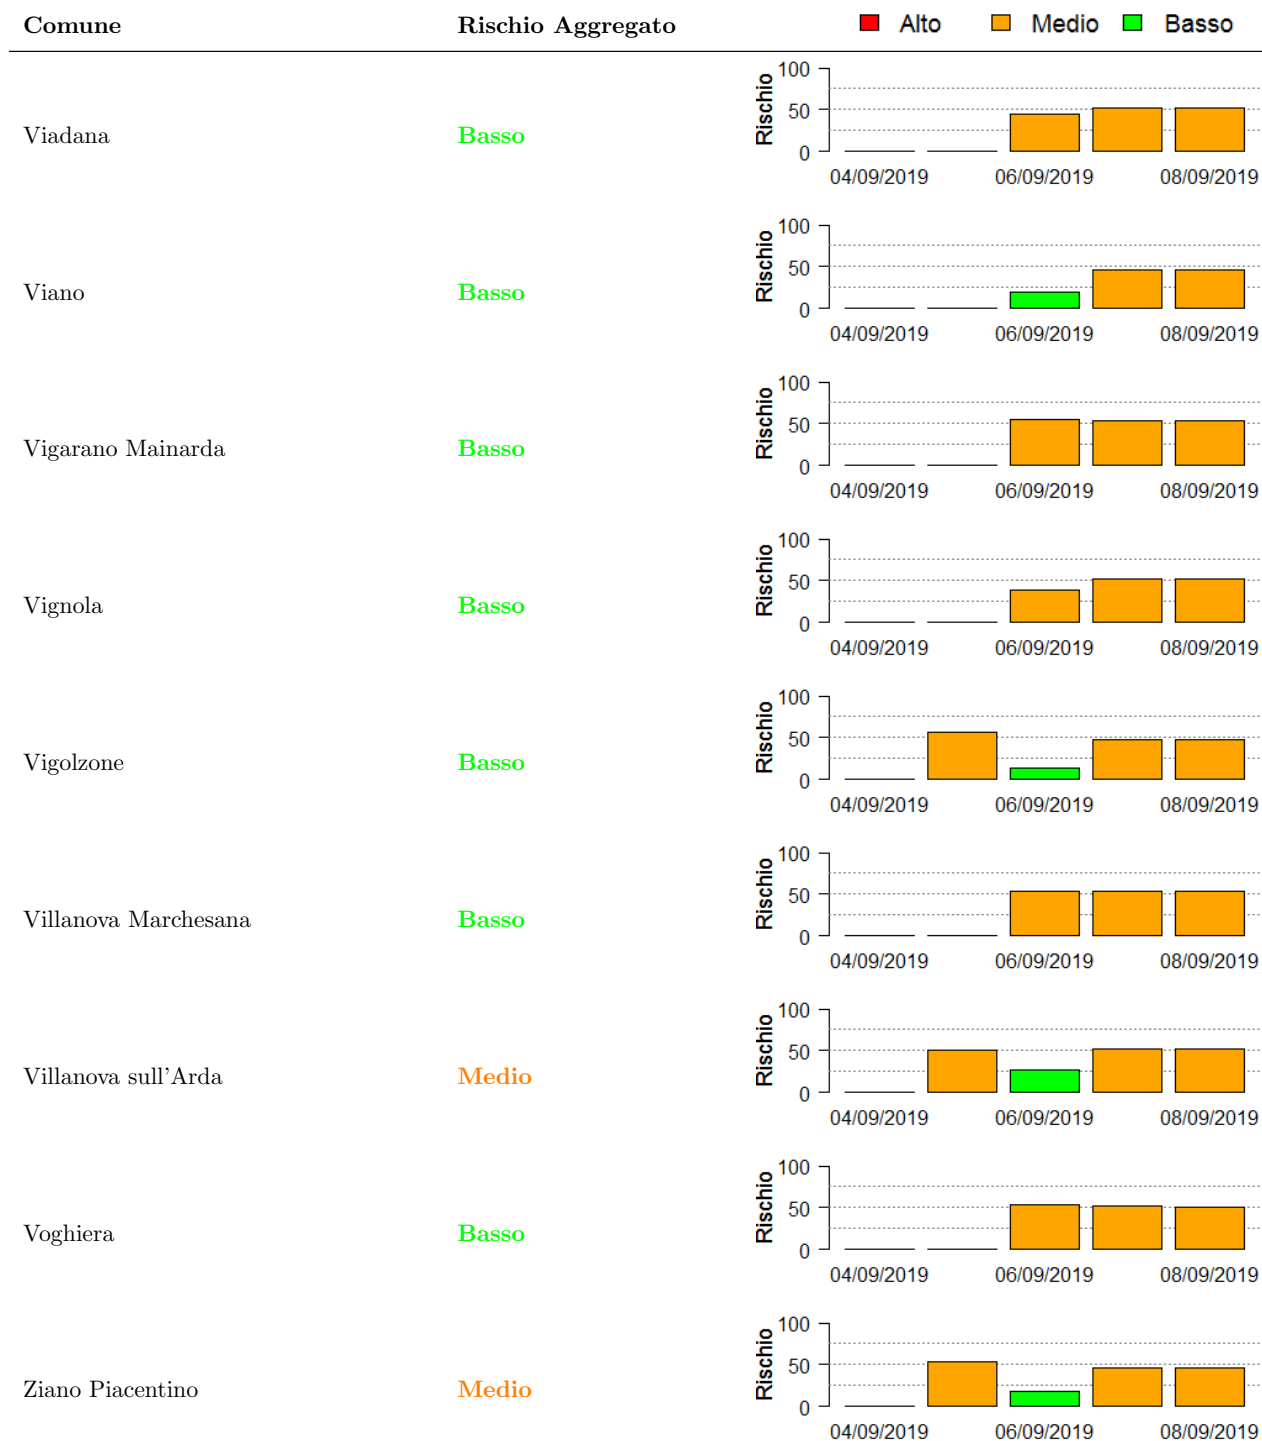 Comune Rischio Aggregato Alto Medio Basso
Viadana Basso Rischio 100 50 0
04/09/2019 06/09/2019 08/09/2019
Viano Basso Rischio 100 50 0
04/09/2019 06/09/2019 08/09/2019
Vigarano Mainarda Basso Rischio 100 50 0
04/09/2019 06/09/2019 08/09/2019
Vignola Basso Rischio 100 50 0
04/09/2019 06/09/2019 08/09/2019
Vigolzone Basso Rischio 100 50 0
04/09/2019 06/09/2019 08/09/2019
Villanova Marchesana Basso Rischio 100 50 0
04/09/2019 06/09/2019 08/09/2019
Villanova sull'Arda Medio Rischio 100 50 0
04/09/2019 06/09/2019 08/09/2019
Voghiera Basso Rischio 100 50 0
04/09/2019 06/09/2019 08/09/2019
Ziano Piacentino Medio Rischio 100 50 0
04/09/2019 06/09/2019 08/09/2019